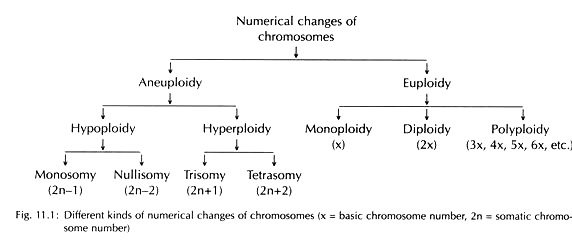 Numerical changes of
chromosomes
Aneuploidy Euploidy
Hypoploidy Hyperploidy Monoploidy Diploidy Polyploidy
(x) (2x) (3x, 4x, 5x, 6x, etc.)
Monosomy Nullisomy Trisomy Tetrasomy
(2n–1) (2n–2) (2n+1) (2n+2)
Fig. 11.1: Different kinds of numerical changes of chromosomes (x = basic chromosome number, 2n = somatic chromo-
some number)